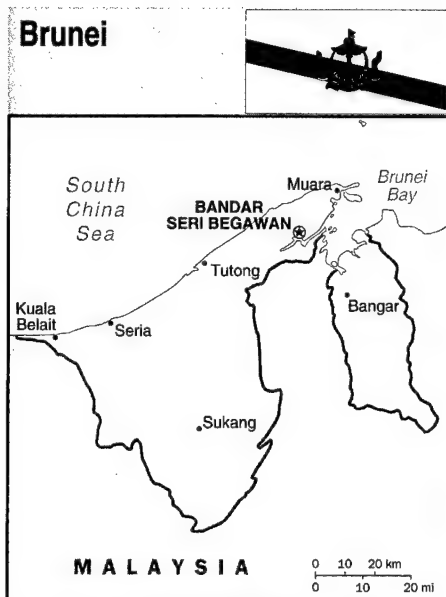 Brunei
South
China
Sea
Muara
Brunei
Bay
BANDAR
SERI BEGAWAN
Tutong
Bangar
Kuala
Belait
Seria
Sukang
MALAYSIA
0 10 20 km
0 10 20 mi